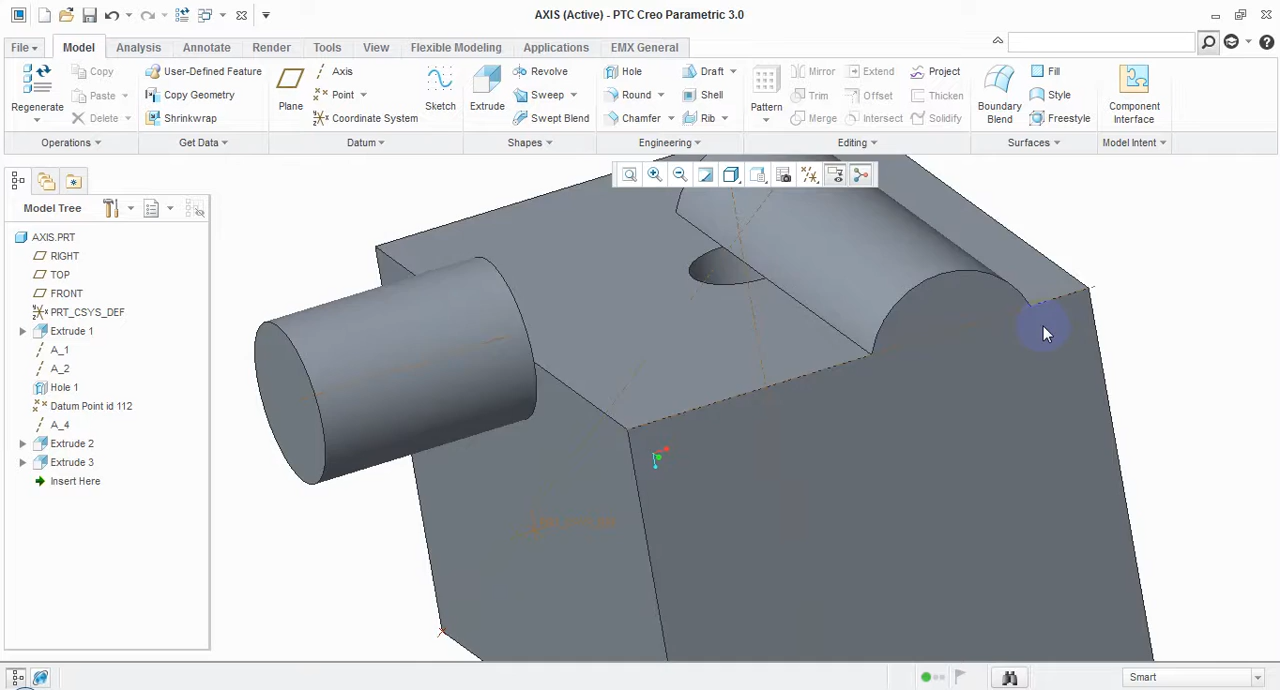 AXIS (Active) - PTC Creo Parametric 3.0
File Model Analysis Annotate Render Tools View Flexible Modeling Applications EMX General
Regenerate Copy Paste Delete
User-Defined Feature Copy Geometry Shrinkwrap
Plane Axis Point Coordinate System Sketch
Extrude Revolve Sweep Swept Blend
Hole Round Chamfer Draft Shell Rib
Pattern Mirror Trim Merge Extend Offset Intersect Project Thicken Solidify
Boundary Blend Fill Style Freestyle
Component Interface
Operations Get Data Datum Shapes Engineering Editing Surfaces Model Intent
Model Tree
AXIS.PRT
RIGHT
TOP
FRONT
PRT_CSYS_DEF
Extrude 1
A_1
A_2
Hole 1
Datum Point id 112
A_4
Extrude 2
Extrude 3
Insert Here
Smart